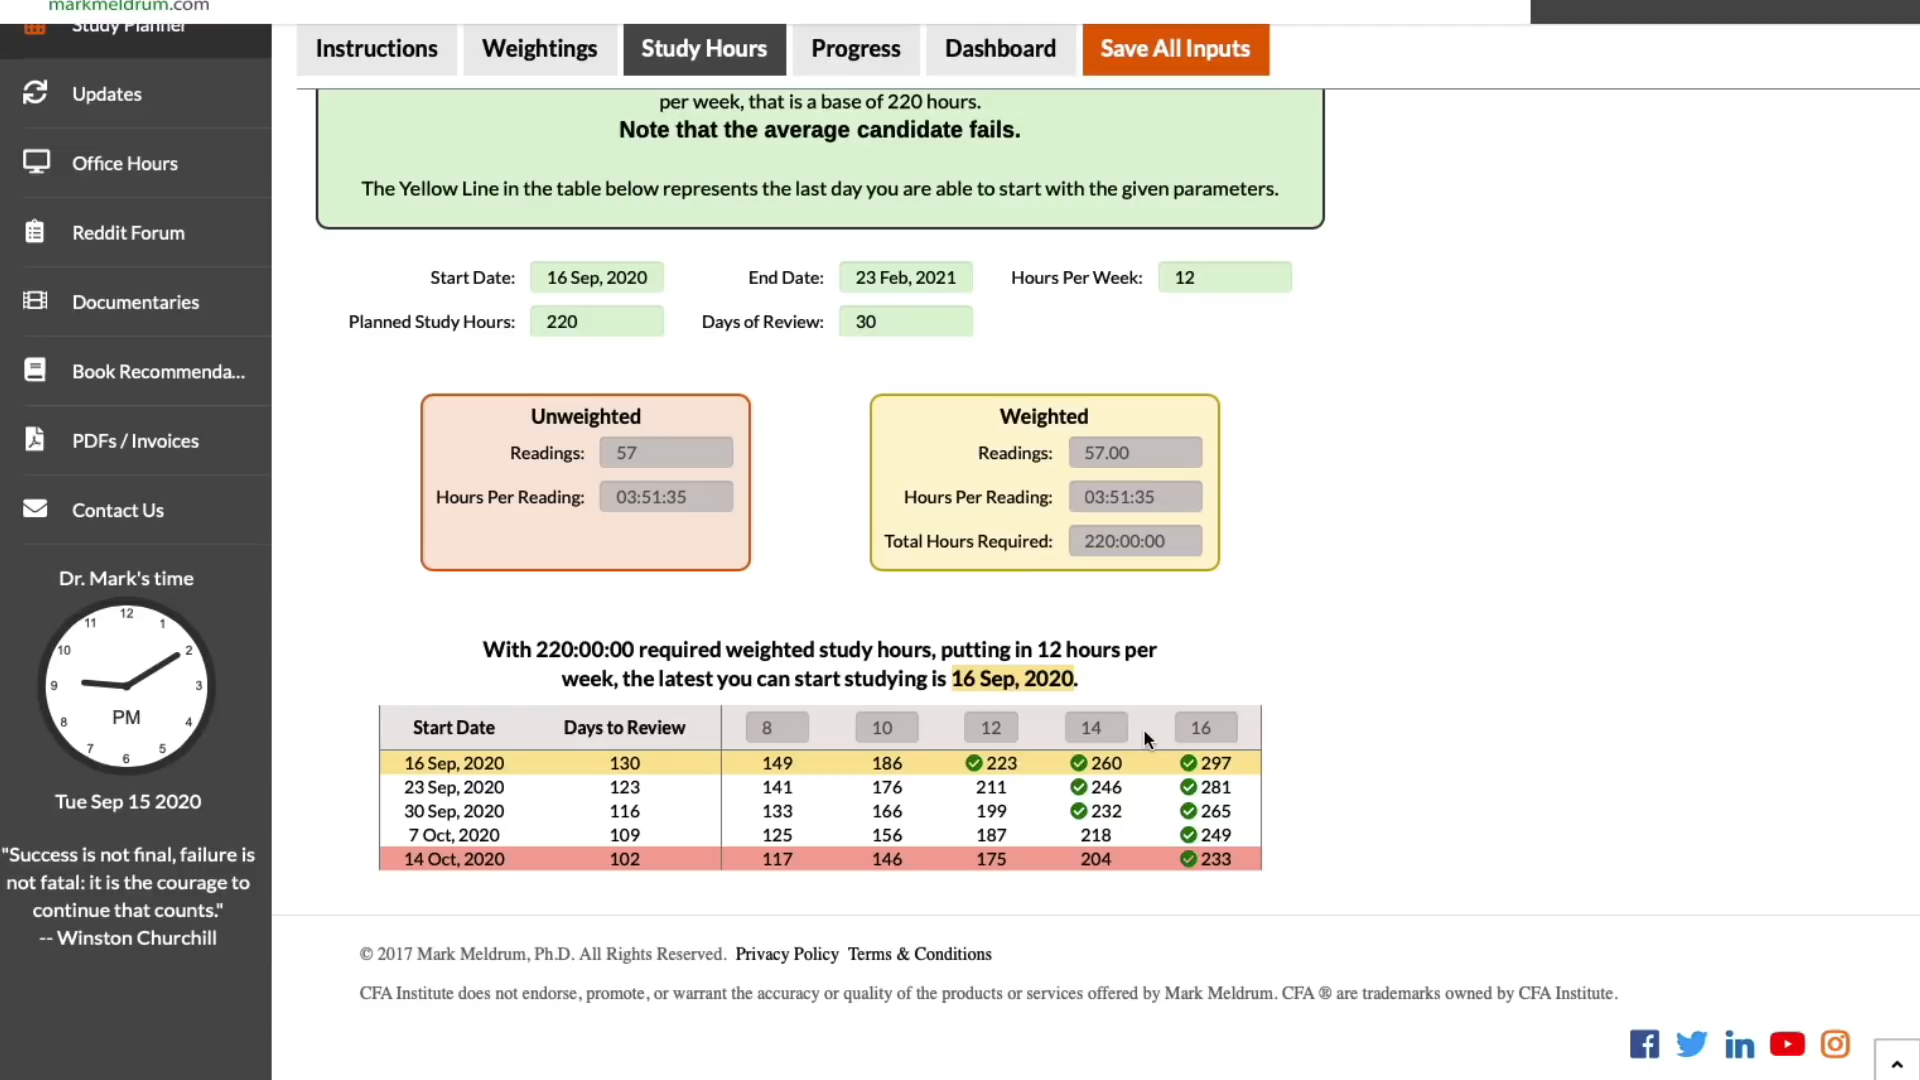 markmeldrum.com
Study Planner
Updates
Office Hours
Reddit Forum
Documentaries
Book Recommenda...
PDFs / Invoices
Contact Us
Dr. Mark's time
12
11 1
10 2
9 3
PM
8 4
7 5
6
Tue Sep 15 2020
"Success is not final, failure is
not fatal: it is the courage to
continue that counts."
-- Winston Churchill
Instructions Weightings Study Hours Progress Dashboard Save All Inputs
per week, that is a base of 220 hours.
Note that the average candidate fails.
The Yellow Line in the table below represents the last day you are able to start with the given parameters.
Start Date: 16 Sep, 2020 End Date: 23 Feb, 2021 Hours Per Week: 12
Planned Study Hours: 220 Days of Review: 30
Unweighted
Readings: 57
Hours Per Reading: 03:51:35
Weighted
Readings: 57.00
Hours Per Reading: 03:51:35
Total Hours Required: 220:00:00
With 220:00:00 required weighted study hours, putting in 12 hours per
week, the latest you can start studying is 16 Sep, 2020.
Start Date Days to Review 8 10 12 14 16
16 Sep, 2020 130 149 186 223 260 297
23 Sep, 2020 123 141 176 211 246 281
30 Sep, 2020 116 133 166 199 232 265
7 Oct, 2020 109 125 156 187 218 249
14 Oct, 2020 102 117 146 175 204 233
© 2017 Mark Meldrum, Ph.D. All Rights Reserved. Privacy Policy Terms & Conditions
CFA Institute does not endorse, promote, or warrant the accuracy or quality of the products or services offered by Mark Meldrum. CFA ® are trademarks owned by CFA Institute.